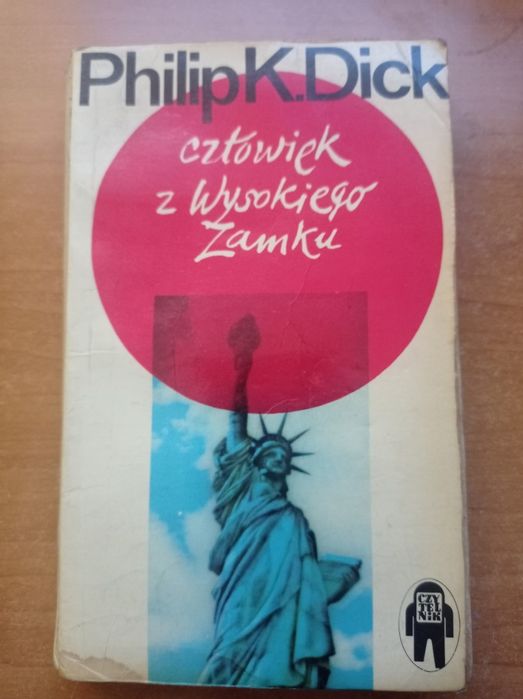 Philip K. Dick
człowiek
z Wysokiego
Zamku
CZY
TEL
NIK